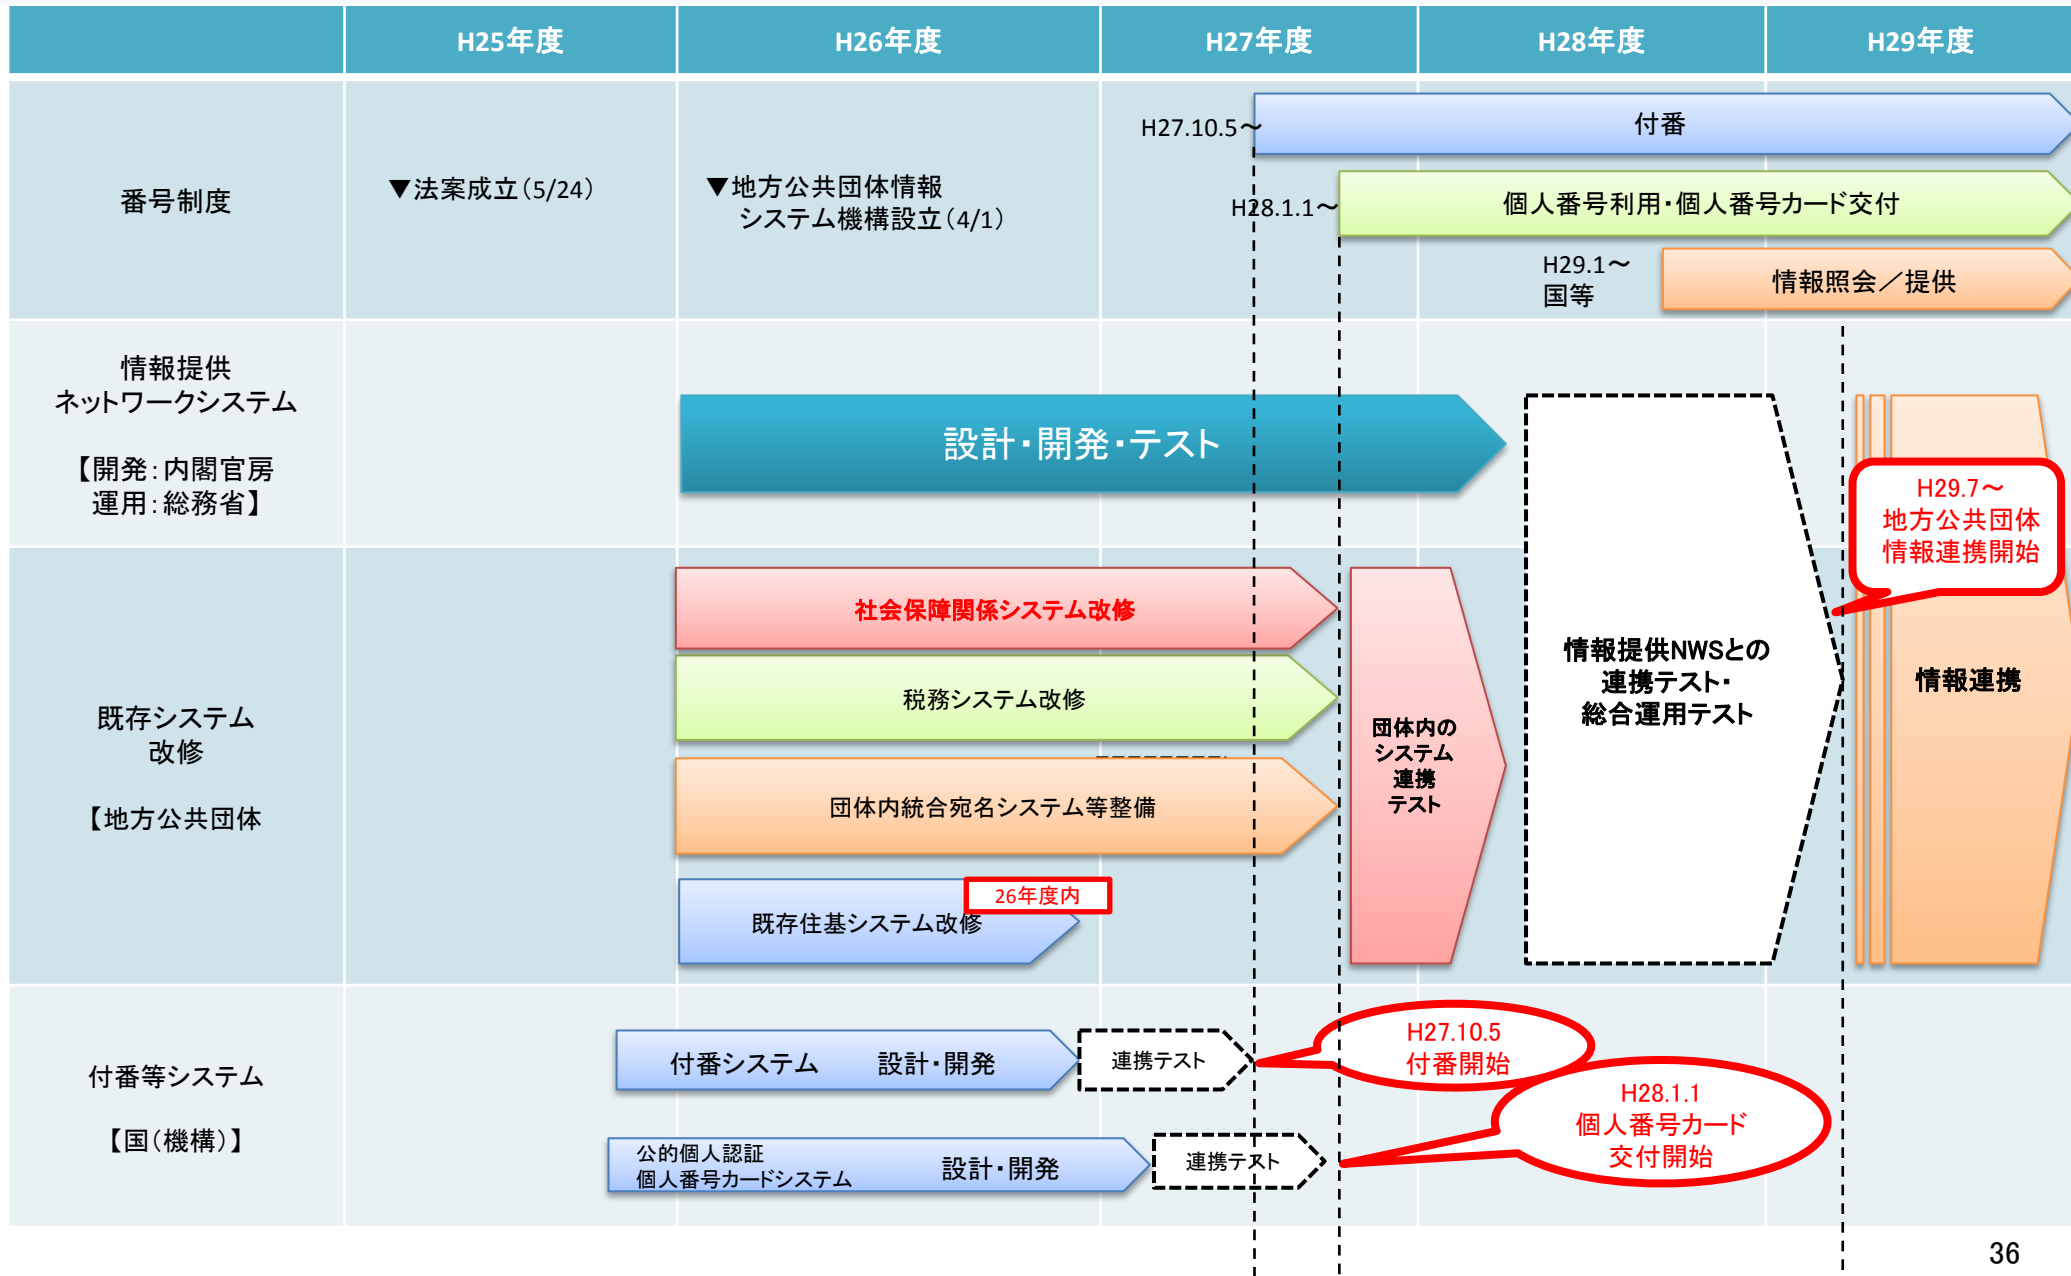 H25年度
H26年度
H27年度
H28年度
H29年度
番号制度
▼法案成立(5/24)
▼地方公共団体情報
システム機構設立(4/1)
H27.10.5～
付番
H28.1.1～
個人番号利用・個人番号カード交付
H29.1～
国等
情報照会／提供
情報提供
ネットワークシステム
【開発：内閣官房
運用：総務省】
設計・開発・テスト
H29.7～
地方公共団体
情報連携開始
既存システム
改修
【地方公共団体
社会保障関係システム改修
税務システム改修
団体内統合宛名システム等整備
既存住基システム改修
26年度内
団体内の
システム
連携
テスト
情報提供NWSとの
連携テスト・
総合運用テスト
情報連携
付番等システム
【国(機構)】
付番システム　　設計・開発
連携テスト
H27.10.5
付番開始
公的個人認証
個人番号カードシステム
設計・開発
連携テスト
H28.1.1
個人番号カード
交付開始
36